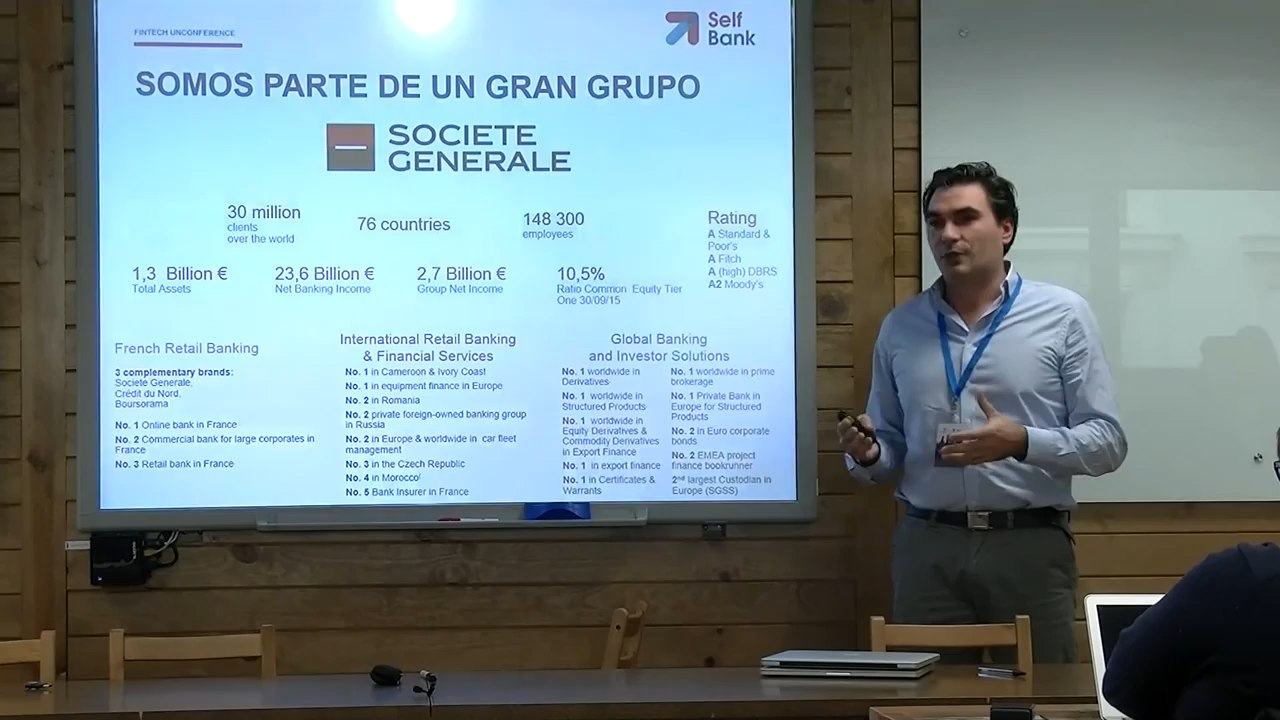 FINTECH UNCONFERENCE
Self
Bank
SOMOS PARTE DE UN GRAN GRUPO
SOCIETE
GENERALE
30 million
clients
over the world
76 countries
148 300
employees
Rating
A Standard &
Poor's
A Fitch
A (high) DBRS
A2 Moody's
1,3 Billion €
Total Assets
23,6 Billion €
Net Banking Income
2,7 Billion €
Group Net Income
10,5%
Ratio Common Equity Tier
One 30/09/15
French Retail Banking
3 complementary brands:
Societe Generale,
Crédit du Nord,
Boursorama
No. 1 Online bank in France
No. 2 Commercial bank for large corporates in
France
No. 3 Retail bank in France
International Retail Banking
& Financial Services
No. 1 in Cameroon & Ivory Coast
No. 1 in equipment finance in Europe
No. 2 in Romania
No. 2 private foreign-owned banking group
in Russia
No. 2 in Europe & worldwide in car fleet
management
No. 3 in the Czech Republic
No. 4 in Morocco
No. 5 Bank Insurer in France
Global Banking
and Investor Solutions
No. 1 worldwide in
Derivatives
No. 1 worldwide in
Structured Products
No. 1 worldwide in
Equity Derivatives &
Commodity Derivatives
in Export Finance
No. 1 in export finance
No. 1 in Certificates &
Warrants
No. 1 worldwide in prime
brokerage
No. 1 Private Bank in
Europe for Structured
Products
No. 2 in Euro corporate
bonds
No. 2 EMEA project
finance bookrunner
2nd largest Custodian in
Europe (SGSS)